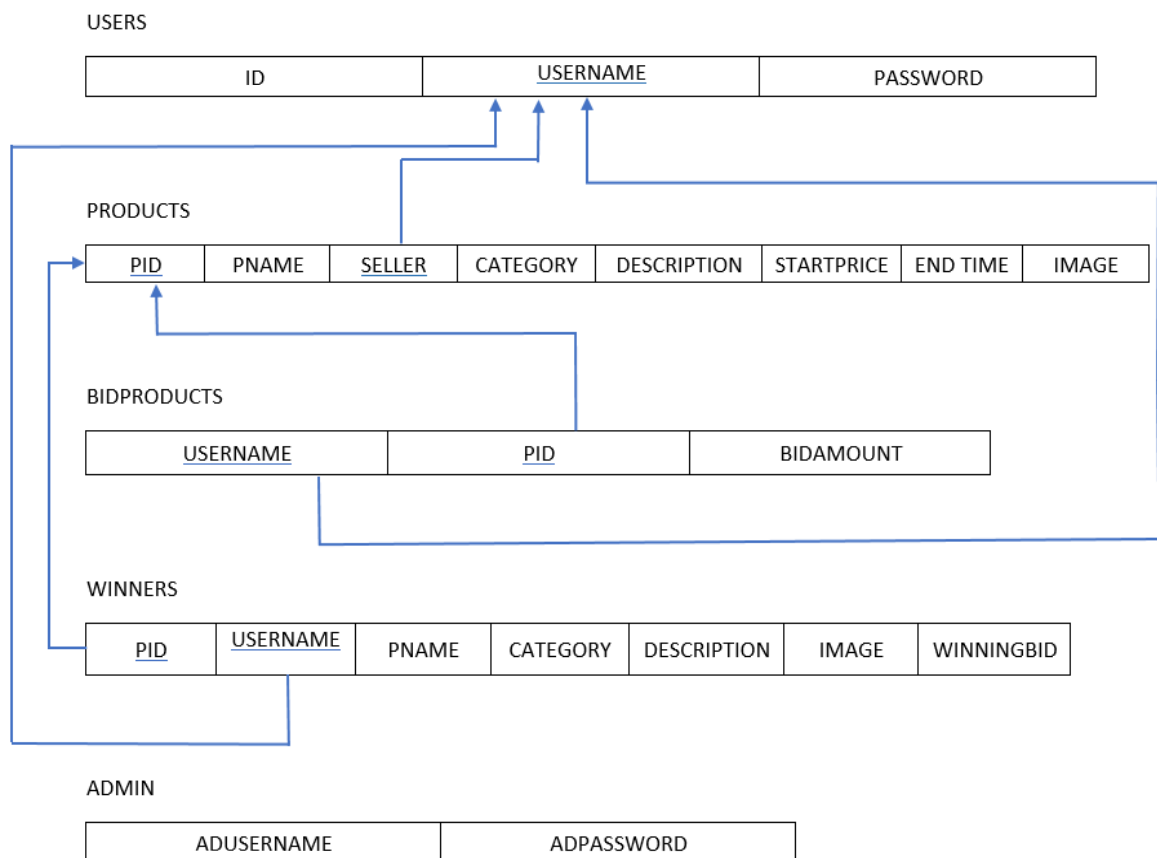 USERS
ID USERNAME PASSWORD
PRODUCTS
PID PNAME SELLER CATEGORY DESCRIPTION STARTPRICE END TIME IMAGE
BIDPRODUCTS
USERNAME PID BIDAMOUNT
WINNERS
PID USERNAME PNAME CATEGORY DESCRIPTION IMAGE WINNINGBID
ADMIN
ADUSERNAME ADPASSWORD